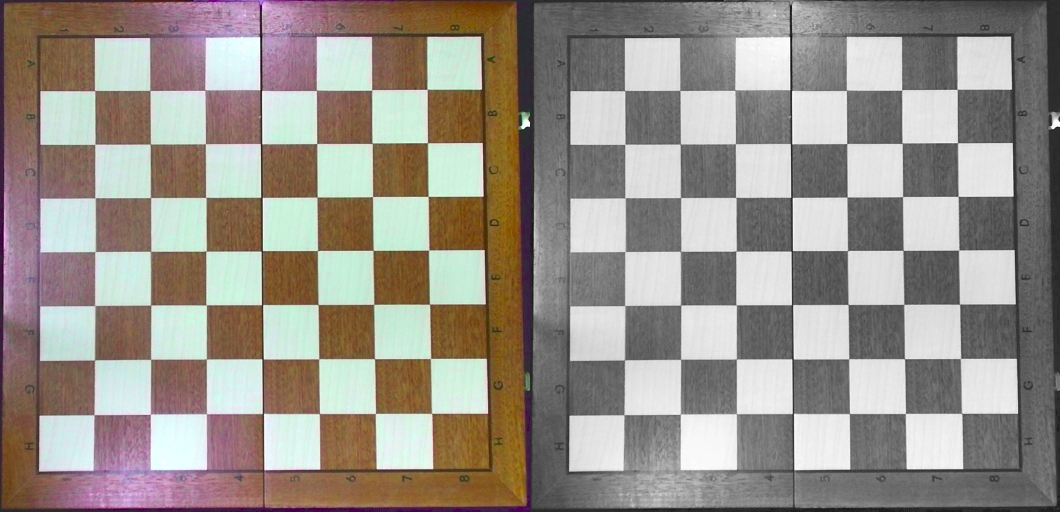 1 2 3 4 5 6 7 8 1 2 3 4 5 6 7 8
A A A A
B B B B
C C C C
D D D D
E E E E
F F F F
G G G G
H H H H
1 2 3 4 5 6 7 8 1 2 3 4 5 6 7 8